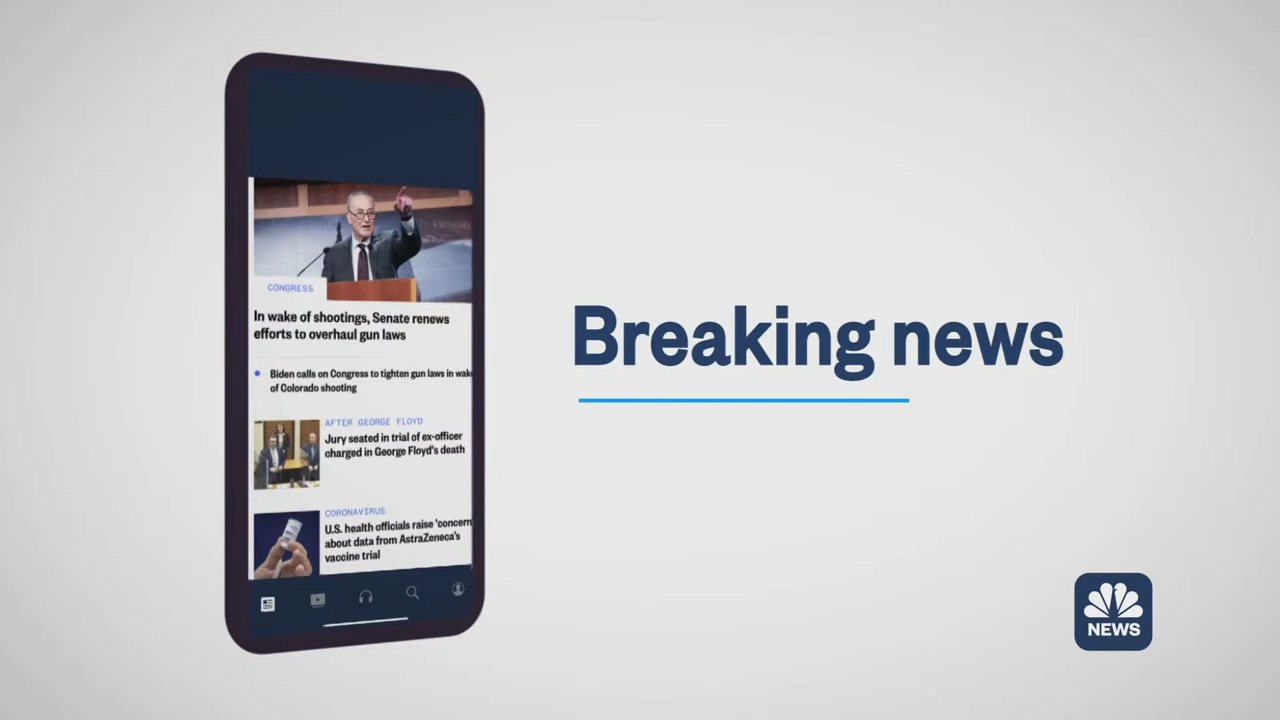 CONGRESS
In wake of shootings, Senate renews
efforts to overhaul gun laws
Biden calls on Congress to tighten gun laws in wake
of Colorado shooting
AFTER GEORGE FLOYD
Jury seated in trial of ex-officer
charged in George Floyd's death
CORONAVIRUS
U.S. health officials raise 'concern
about data from AstraZeneca's
vaccine trial
Breaking news
NEWS